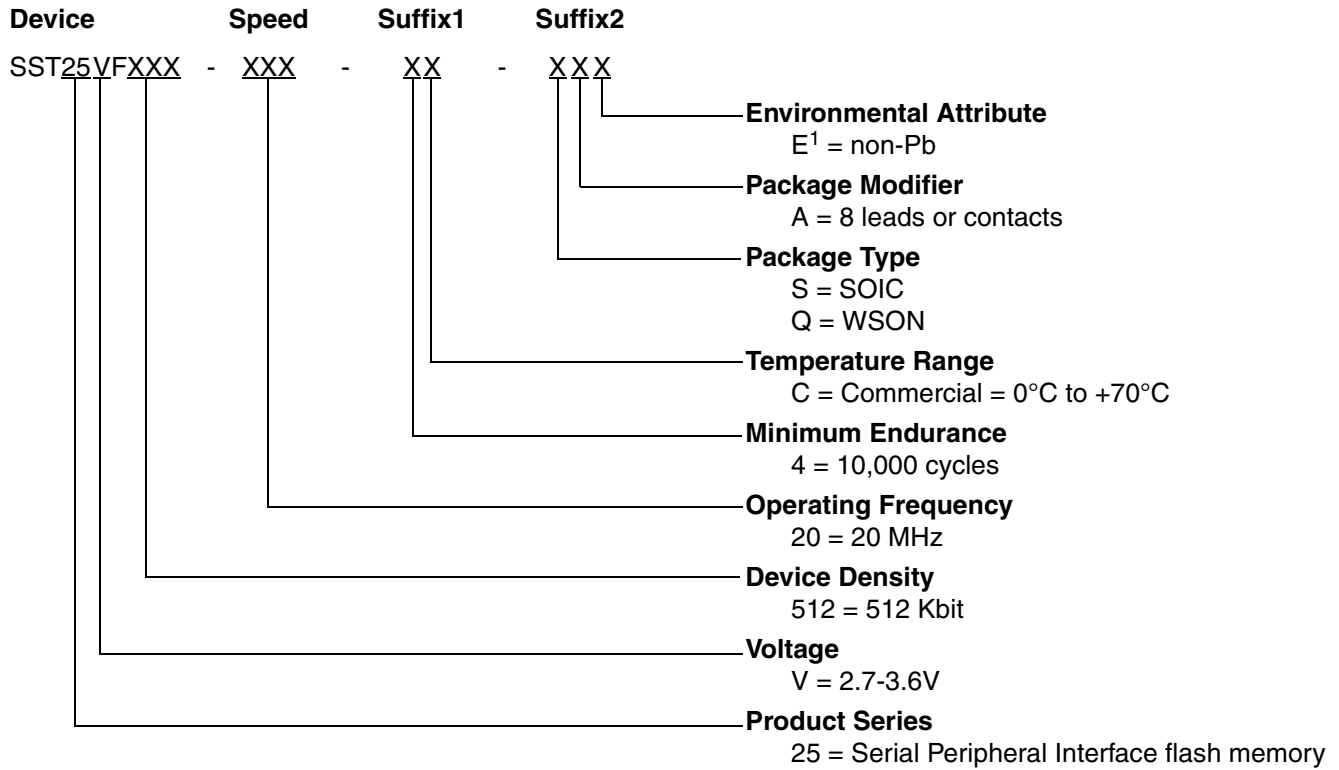 Device Speed Suffix1 Suffix2
SST25VFXXX - XXX - XX - XXX
Environmental Attribute
E1 = non-Pb
Package Modifier
A = 8 leads or contacts
Package Type
S = SOIC
Q = WSON
Temperature Range
C = Commercial = 0°C to +70°C
Minimum Endurance
4 = 10,000 cycles
Operating Frequency
20 = 20 MHz
Device Density
512 = 512 Kbit
Voltage
V = 2.7-3.6V
Product Series
25 = Serial Peripheral Interface flash memory